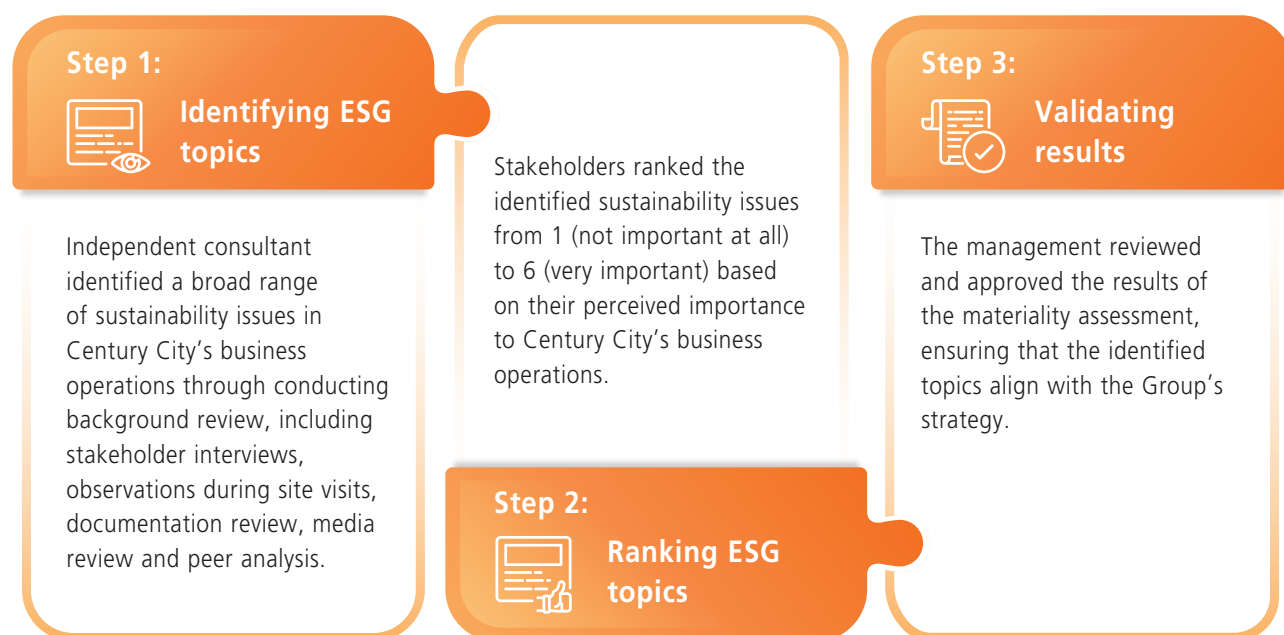 Step 1:
Identifying ESG
topics
Independent consultant
identified a broad range
of sustainability issues in
Century City’s business
operations through conducting
background review, including
stakeholder interviews,
observations during site visits,
documentation review, media
review and peer analysis.
Stakeholders ranked the
identified sustainability issues
from 1 (not important at all)
to 6 (very important) based
on their perceived importance
to Century City’s business
operations.
Step 2:
Ranking ESG
topics
Step 3:
Validating
results
The management reviewed
and approved the results of
the materiality assessment,
ensuring that the identified
topics align with the Group’s
strategy.